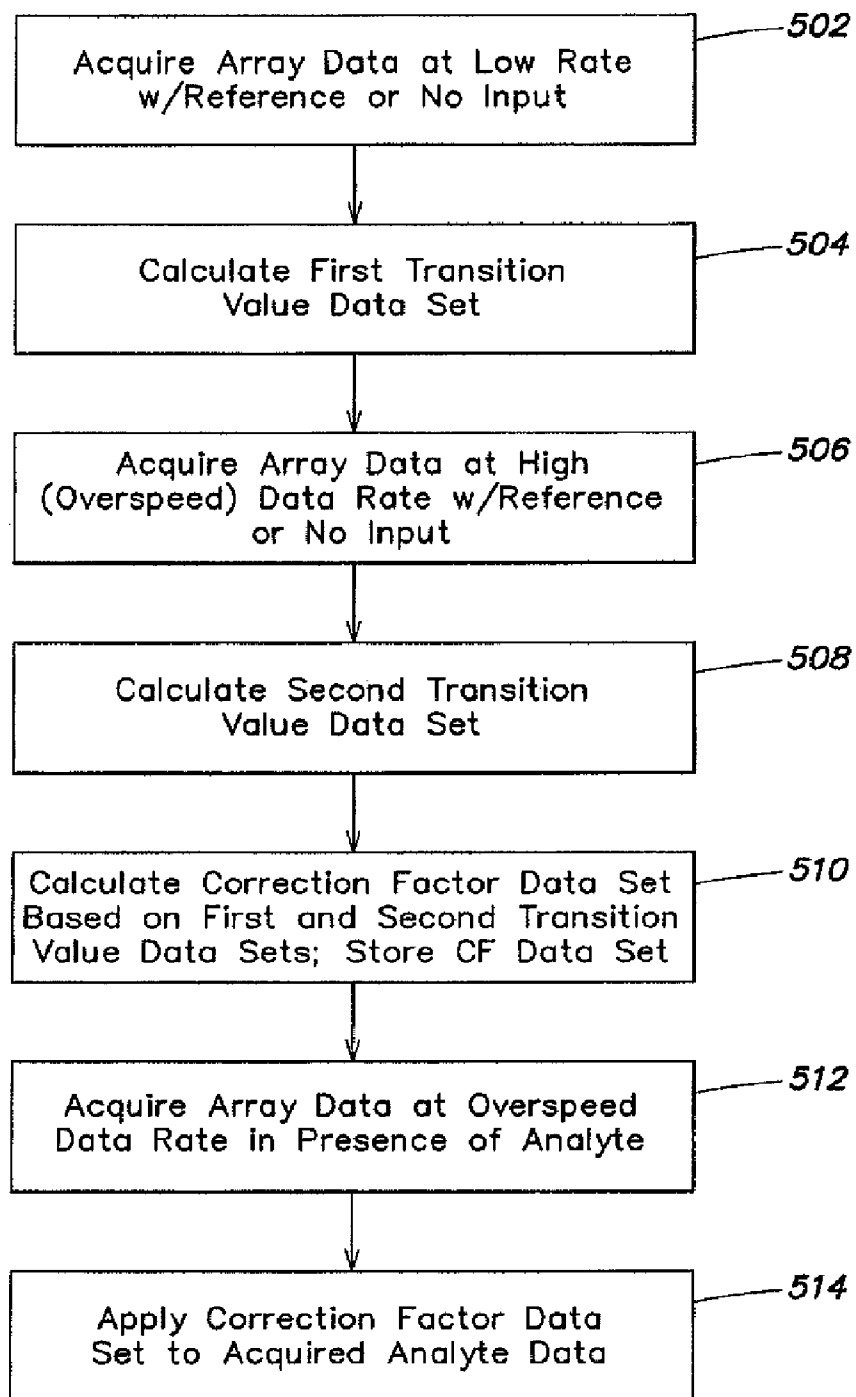 502
Acquire Array Data at Low Rate
w/Reference or No Input
504
Calculate First Transition
Value Data Set
506
Acquire Array Data at High
(Overspeed) Data Rate w/Reference
or No Input
508
Calculate Second Transition
Value Data Set
510
Calculate Correction Factor Data Set
Based on First and Second Transition
Value Data Sets; Store CF Data Set
512
Acquire Array Data at Overspeed
Data Rate in Presence of Analyte
514
Apply Correction Factor Data
Set to Acquired Analyte Data